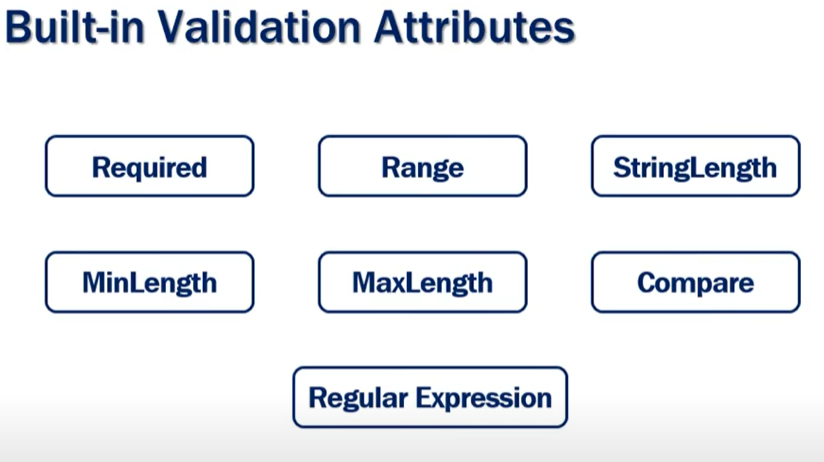 Built-in Validation Attributes
Required
Range
StringLength
MinLength
MaxLength
Compare
Regular Expression